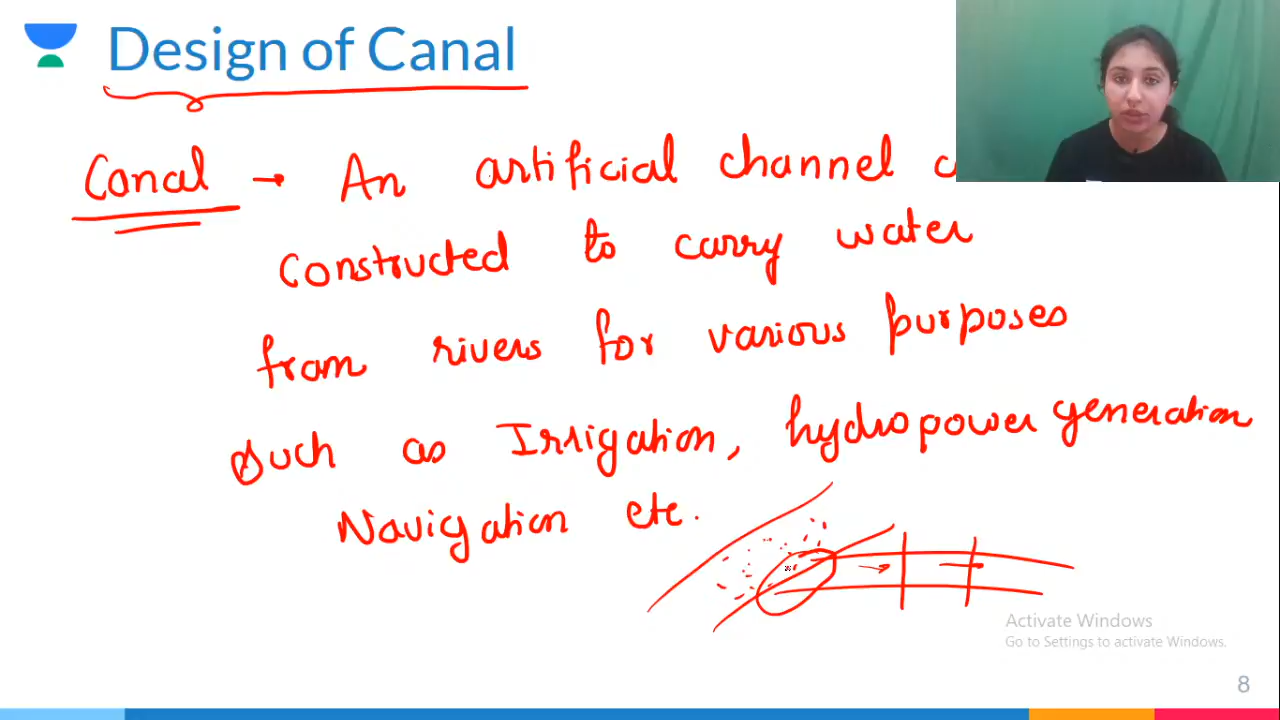 Design of Canal
Canal → An artificial channel
constructed to carry water
from rivers for various purposes
Such as Irrigation, hydropower generation
Navigation etc.
Activate Windows
Go to Settings to activate Windows.
8